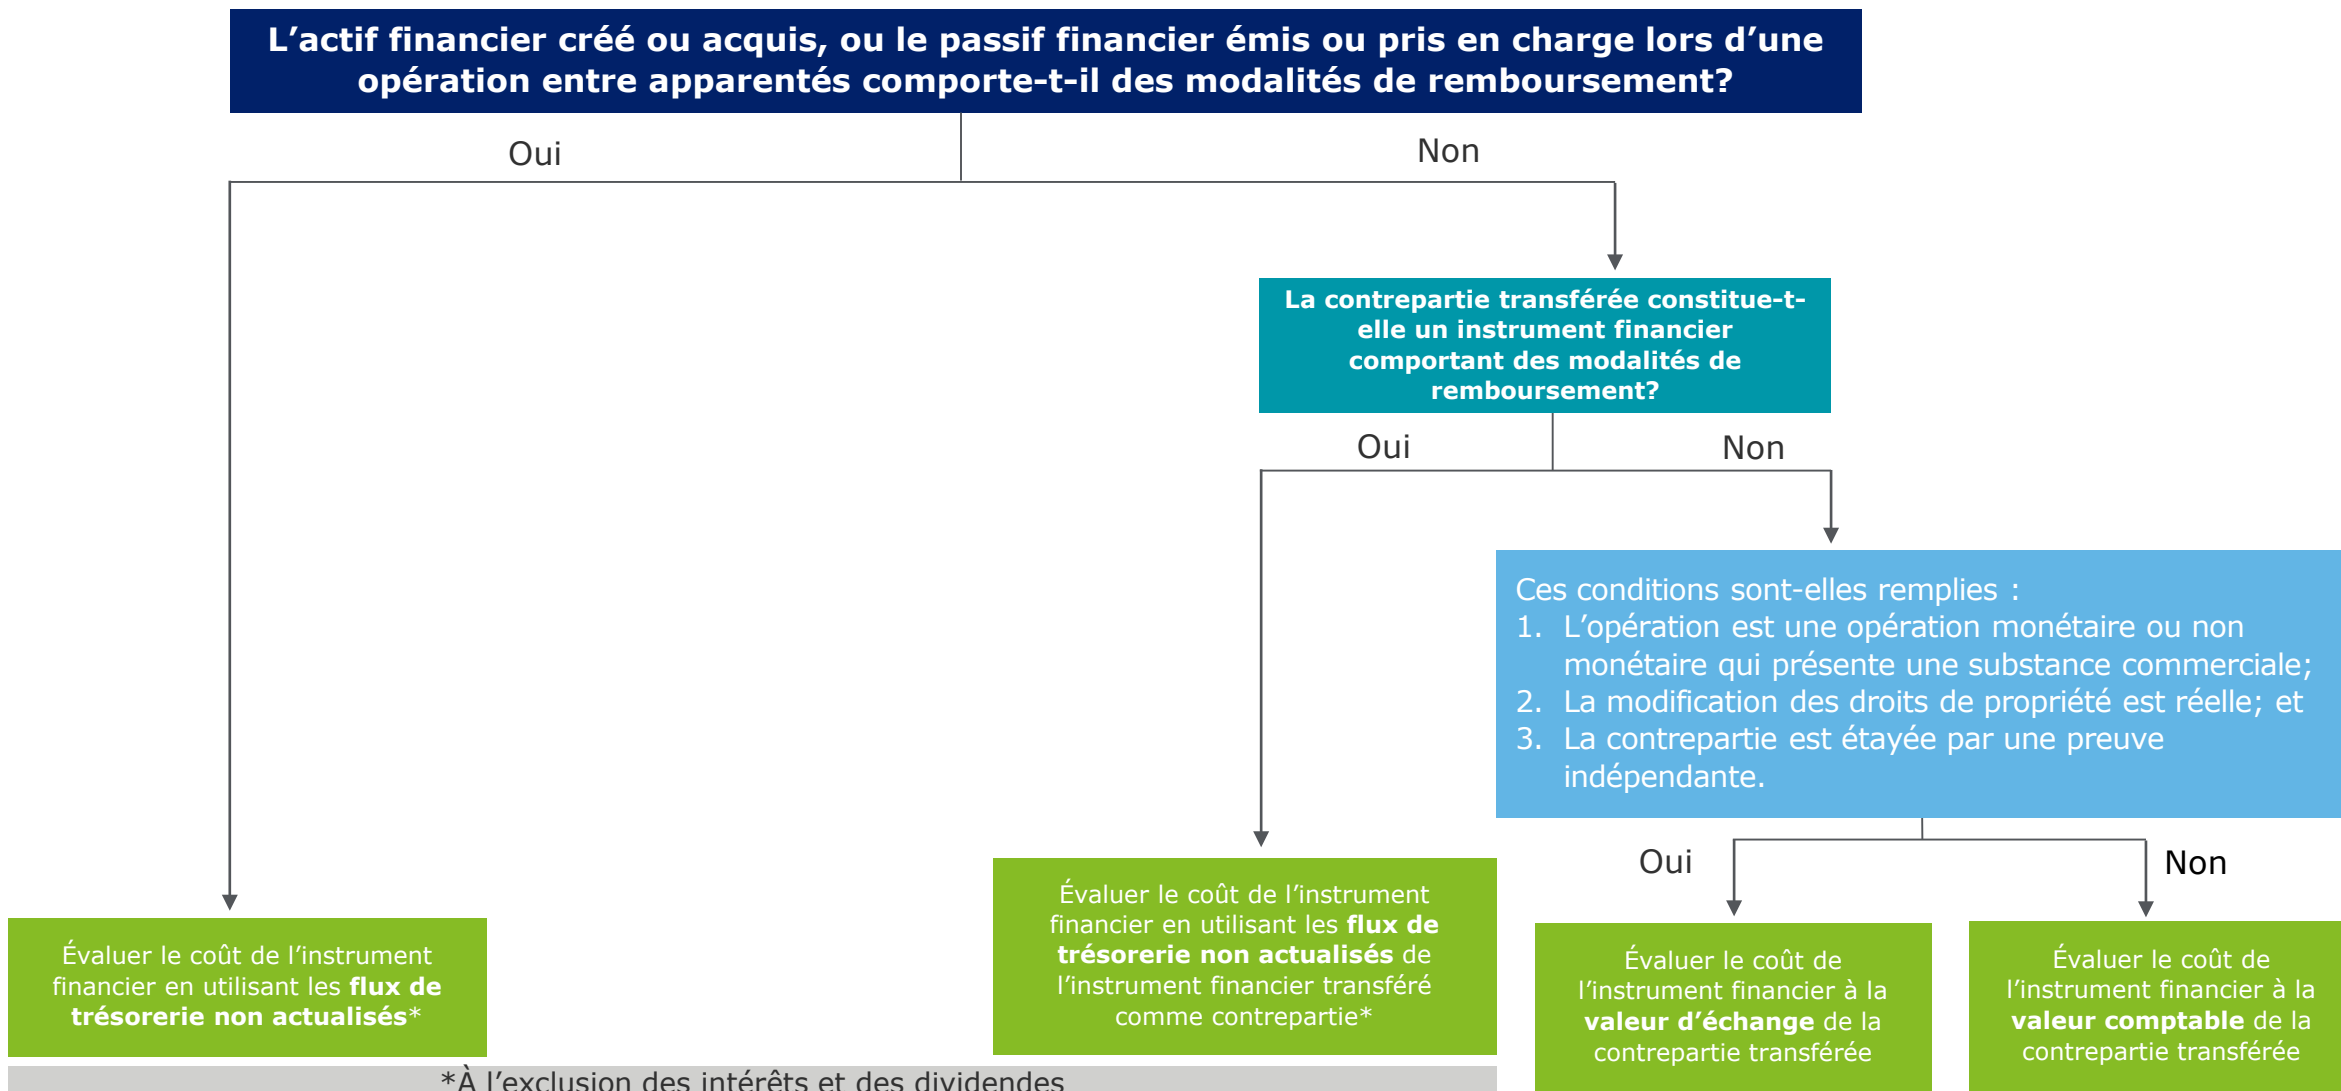 L’actif financier créé ou acquis, ou le passif financier émis ou pris en charge lors d’une
opération entre apparentés comporte-t-il des modalités de remboursement?
Oui
Non
La contrepartie transférée constitue-t-
elle un instrument financier
comportant des modalités de
remboursement?
Oui
Non
Ces conditions sont-elles remplies :
1. L’opération est une opération monétaire ou non
monétaire qui présente une substance commerciale;
2. La modification des droits de propriété est réelle; et
3. La contrepartie est étayée par une preuve
indépendante.
Oui
Non
Évaluer le coût de l’instrument
financier en utilisant les flux de
trésorerie non actualisés*
Évaluer le coût de l’instrument
financier en utilisant les flux de
trésorerie non actualisés de
l’instrument financier transféré
comme contrepartie*
Évaluer le coût de
l’instrument financier à la
valeur d’échange de la
contrepartie transférée
Évaluer le coût de
l’instrument financier à la
valeur comptable de la
contrepartie transférée
*À l’exclusion des intérêts et des dividendes